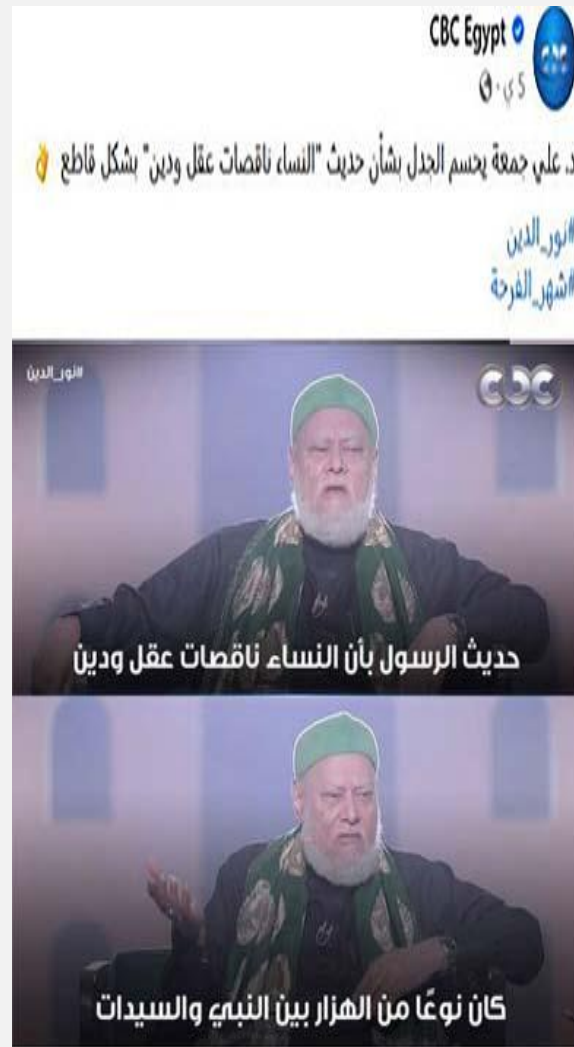 CBC Egypt
5 ي
د. علي جمعة يحسم الجدل بشأن حديث "النساء ناقصات عقل ودين" بشكل قاطع 👌
#نور_الدين
#شهر_الفرحة
#نور_الدين
CBC
حديث الرسول بأن النساء ناقصات عقل ودين
كان نوعًا من الهزار بين النبي والسيدات